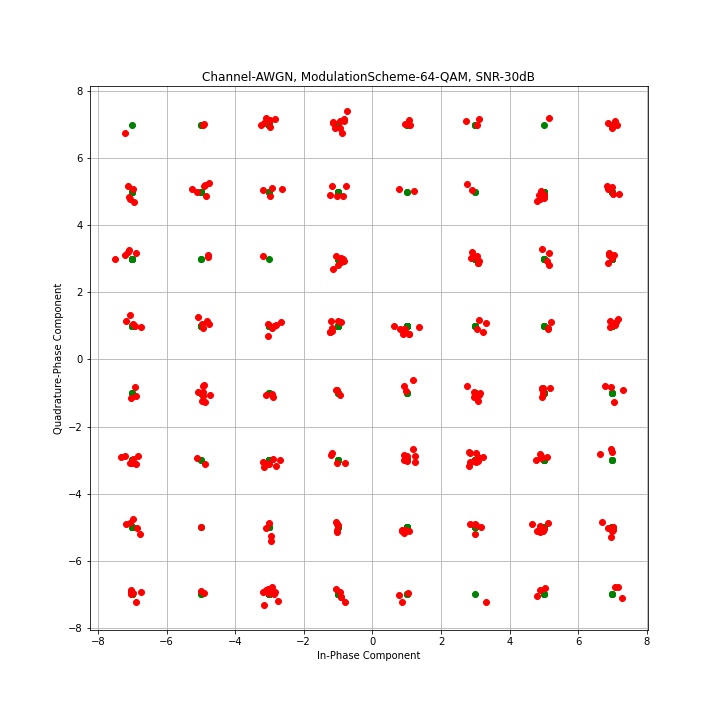 Channel-AWGN, ModulationScheme-64-QAM, SNR-30dB
8
6
4
2
0
−2
−4
−6
−8
Quadrature-Phase Component
−8 −6 −4 −2 0 2 4 6 8
In-Phase Component